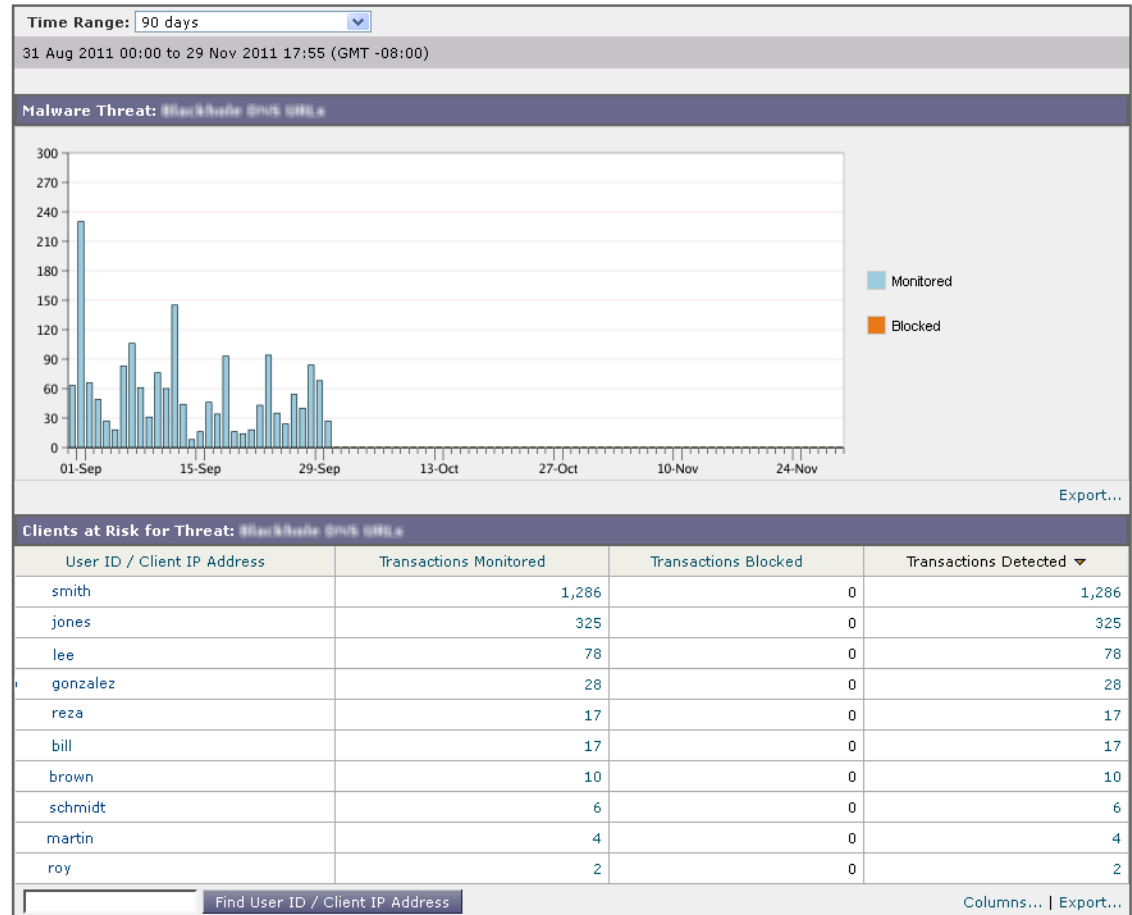 Time Range: 90 days
31 Aug 2011 00:00 to 29 Nov 2011 17:55 (GMT -08:00)
Malware Threat:
300
270
240
210
180
150
120
90
60
30
0
01-Sep 15-Sep 29-Sep 13-Oct 27-Oct 10-Nov 24-Nov
Monitored
Blocked
Export...
Clients at Risk for Threat:
User ID / Client IP Address Transactions Monitored Transactions Blocked Transactions Detected
smith 1,286 0 1,286
jones 325 0 325
lee 78 0 78
gonzalez 28 0 28
reza 17 0 17
bill 17 0 17
brown 10 0 10
schmidt 6 0 6
martin 4 0 4
roy 2 0 2
Find User ID / Client IP Address Columns... | Export...